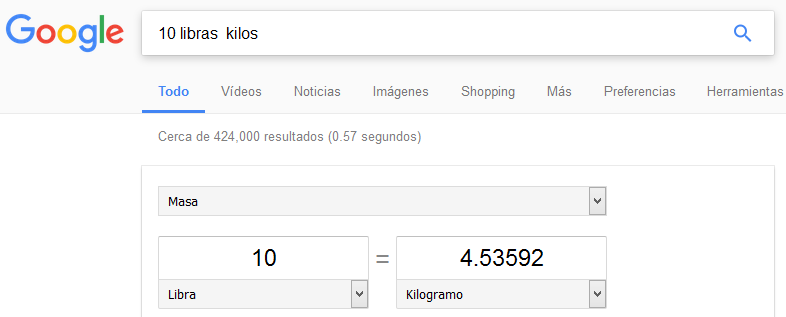 Google 10 libras kilos
Todo Vídeos Noticias Imágenes Shopping Más Preferencias Herramientas
Cerca de 424,000 resultados (0.57 segundos)
Masa
10 = 4.53592
Libra Kilogramo